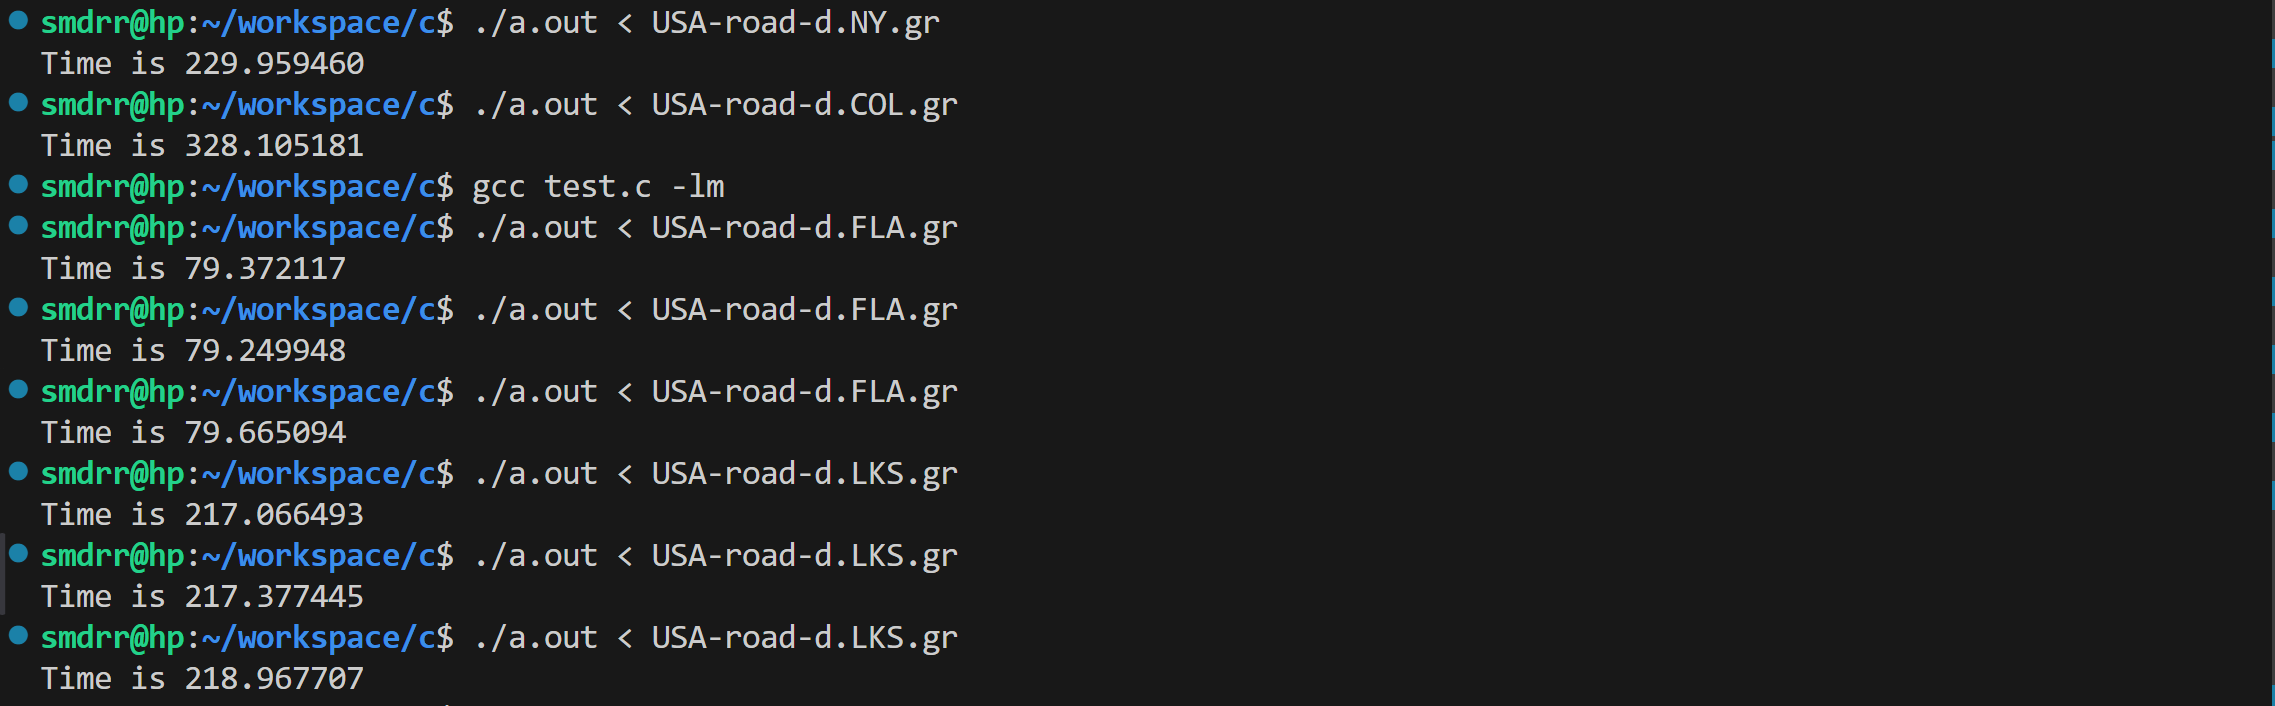 smdrr@hp:~/workspace/c$ ./a.out < USA-road-d.NY.gr
Time is 229.959460
smdrr@hp:~/workspace/c$ ./a.out < USA-road-d.COL.gr
Time is 328.105181
smdrr@hp:~/workspace/c$ gcc test.c -lm
smdrr@hp:~/workspace/c$ ./a.out < USA-road-d.FLA.gr
Time is 79.372117
smdrr@hp:~/workspace/c$ ./a.out < USA-road-d.FLA.gr
Time is 79.249948
smdrr@hp:~/workspace/c$ ./a.out < USA-road-d.FLA.gr
Time is 79.665094
smdrr@hp:~/workspace/c$ ./a.out < USA-road-d.LKS.gr
Time is 217.066493
smdrr@hp:~/workspace/c$ ./a.out < USA-road-d.LKS.gr
Time is 217.377445
smdrr@hp:~/workspace/c$ ./a.out < USA-road-d.LKS.gr
Time is 218.967707